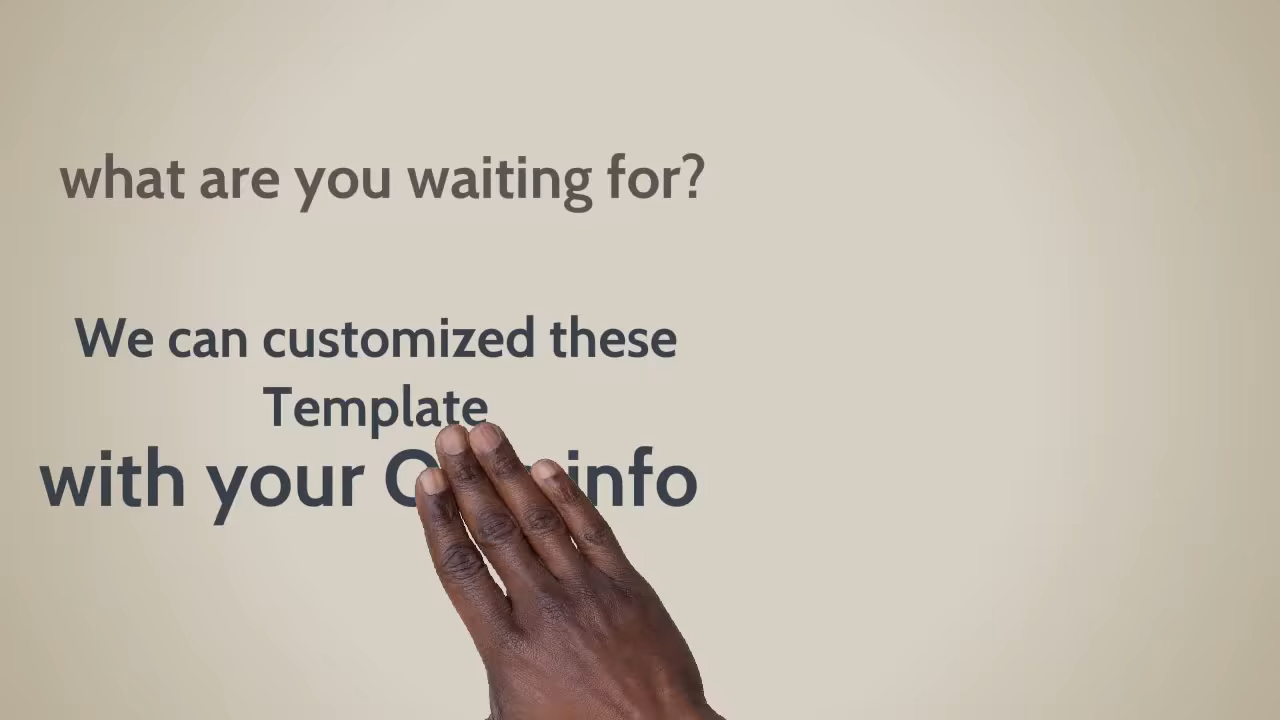 what are you waiting for?
We can customized these
Template
with your info